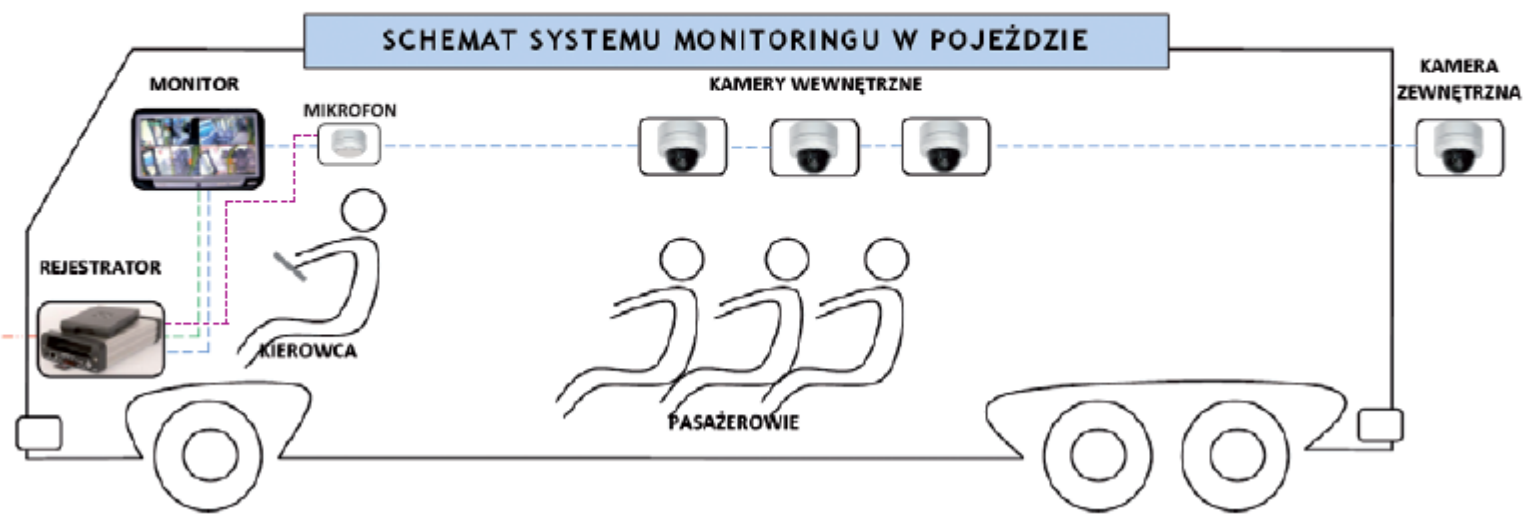 SCHEMAT SYSTEMU MONITORINGU W POJEŹDZIE
MONITOR
MIKROFON
KAMERY WEWNĘTRZNE
KAMERA
ZEWNĘTRZNA
REJESTRATOR
KIEROWCA
PASAŻEROWIE